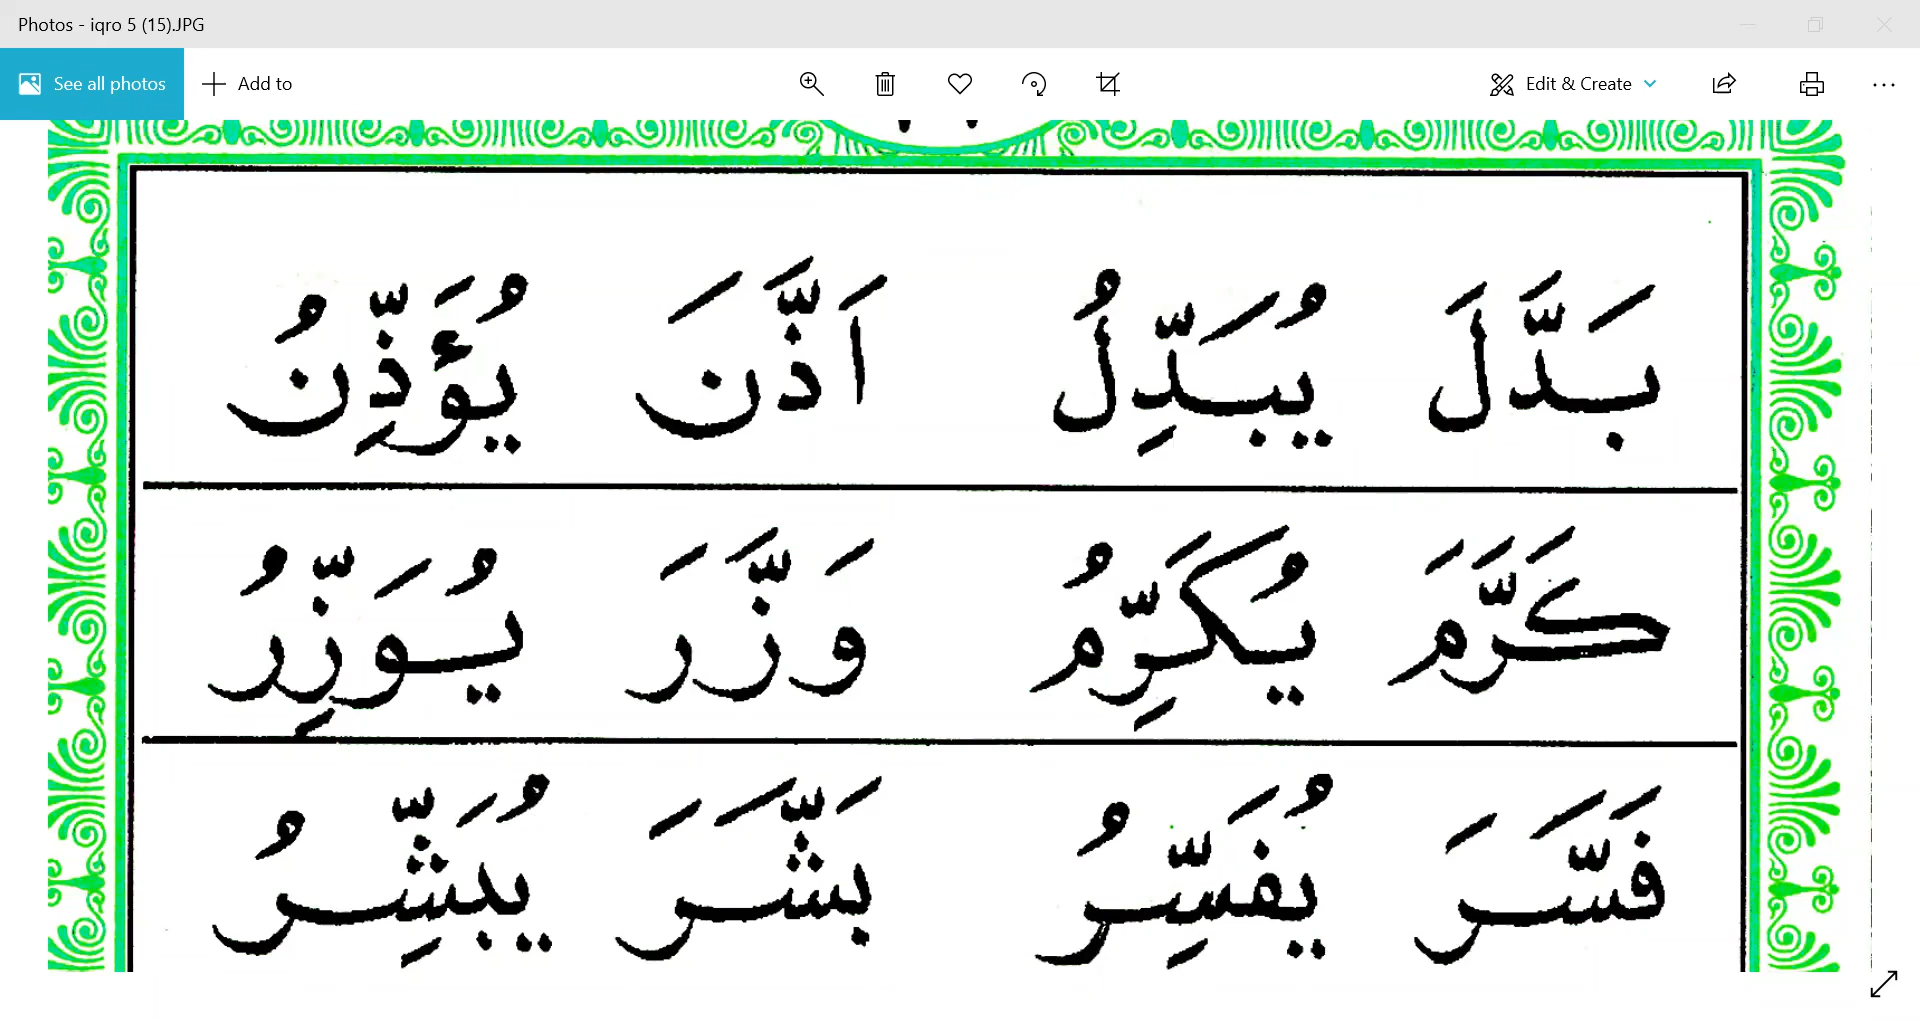 Photos - iqro 5 (15).JPG
See all photos Add to Edit & Create
بَدَّلَ يُبَدِّلُ اَذَّنَ يُؤَذِّنُ
كَرَّمَ يُكَرِّمُ وَزَّرَ يُوَزِّرُ
فَسَّرَ يُفَسِّرُ بَشَّرَ يُبَشِّرُ